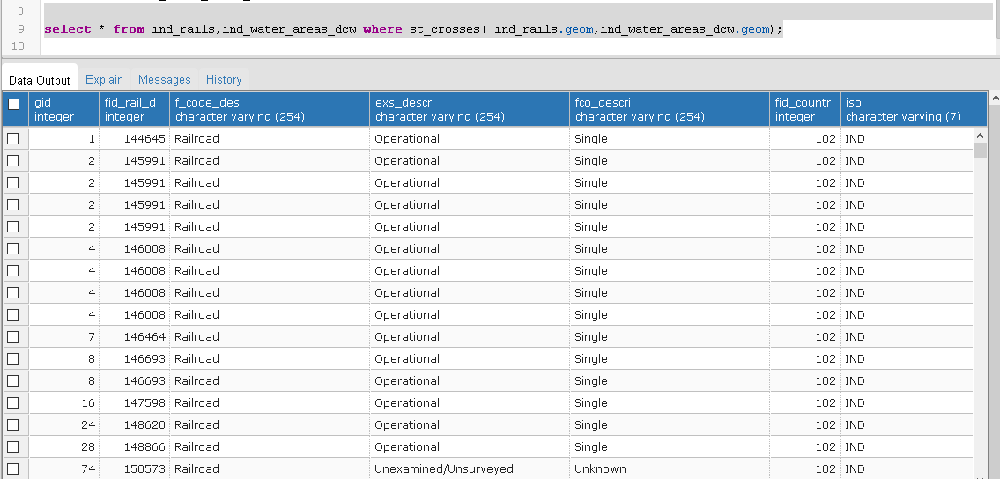 8
9 select * from ind_rails,ind_water_areas_dcw where st_crosses( ind_rails.geom,ind_water_areas_dcw.geom);
10
Data Output Explain Messages History
gid fid_rail_d f_code_des exs_descri fco_descri fid_countr iso
integer integer character varying (254) character varying (254) character varying (254) integer character varying (7)
1 144645 Railroad Operational Single 102 IND
2 145991 Railroad Operational Single 102 IND
2 145991 Railroad Operational Single 102 IND
2 145991 Railroad Operational Single 102 IND
2 145991 Railroad Operational Single 102 IND
4 146008 Railroad Operational Single 102 IND
4 146008 Railroad Operational Single 102 IND
4 146008 Railroad Operational Single 102 IND
4 146008 Railroad Operational Single 102 IND
7 146464 Railroad Operational Single 102 IND
8 146693 Railroad Operational Single 102 IND
8 146693 Railroad Operational Single 102 IND
16 147598 Railroad Operational Single 102 IND
24 148620 Railroad Operational Single 102 IND
28 148866 Railroad Operational Single 102 IND
74 150573 Railroad Unexamined/Unsurveyed Unknown 102 IND